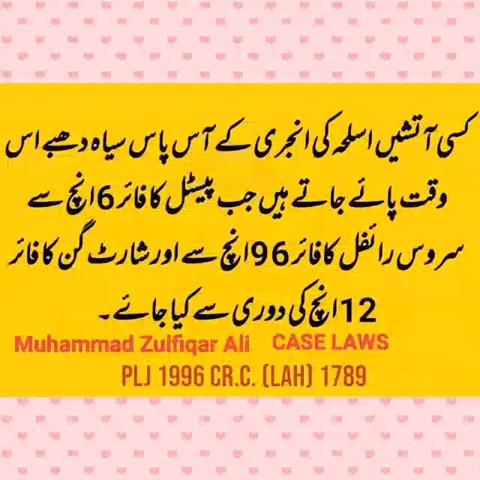 کسی آتشیں اسلحہ کی انجری کے آس پاس سیاہ دھبے اس
وقت پائے جاتے ہیں جب پیسٹل کا فائر 6 انچ سے
سروس رائفل کا فائر 96 انچ سے اور شارٹ گن کا فائر
12 انچ کی دوری سے کیا جائے۔
Muhammad Zulfiqar Ali CASE LAWS
PLJ 1996 CR.C. (LAH) 1789